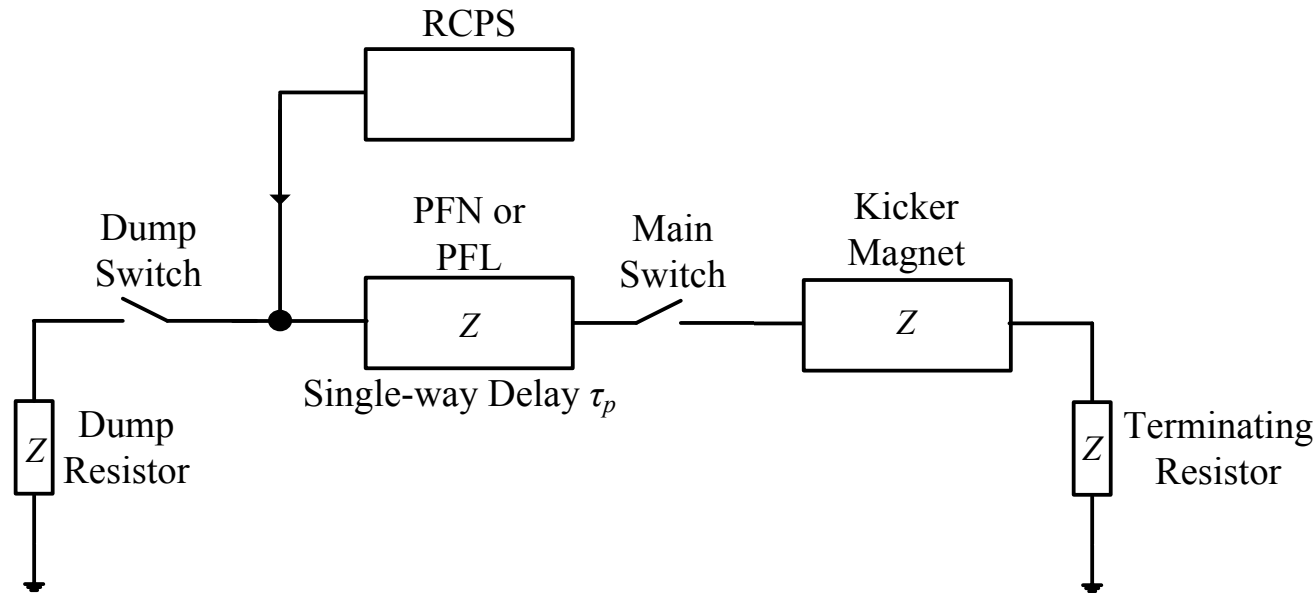 RCPS
Dump
Switch
PFN or
PFL
Main
Switch
Kicker
Magnet
Z
Z
Single-way Delay τp
Z
Dump
Resistor
Z
Terminating
Resistor